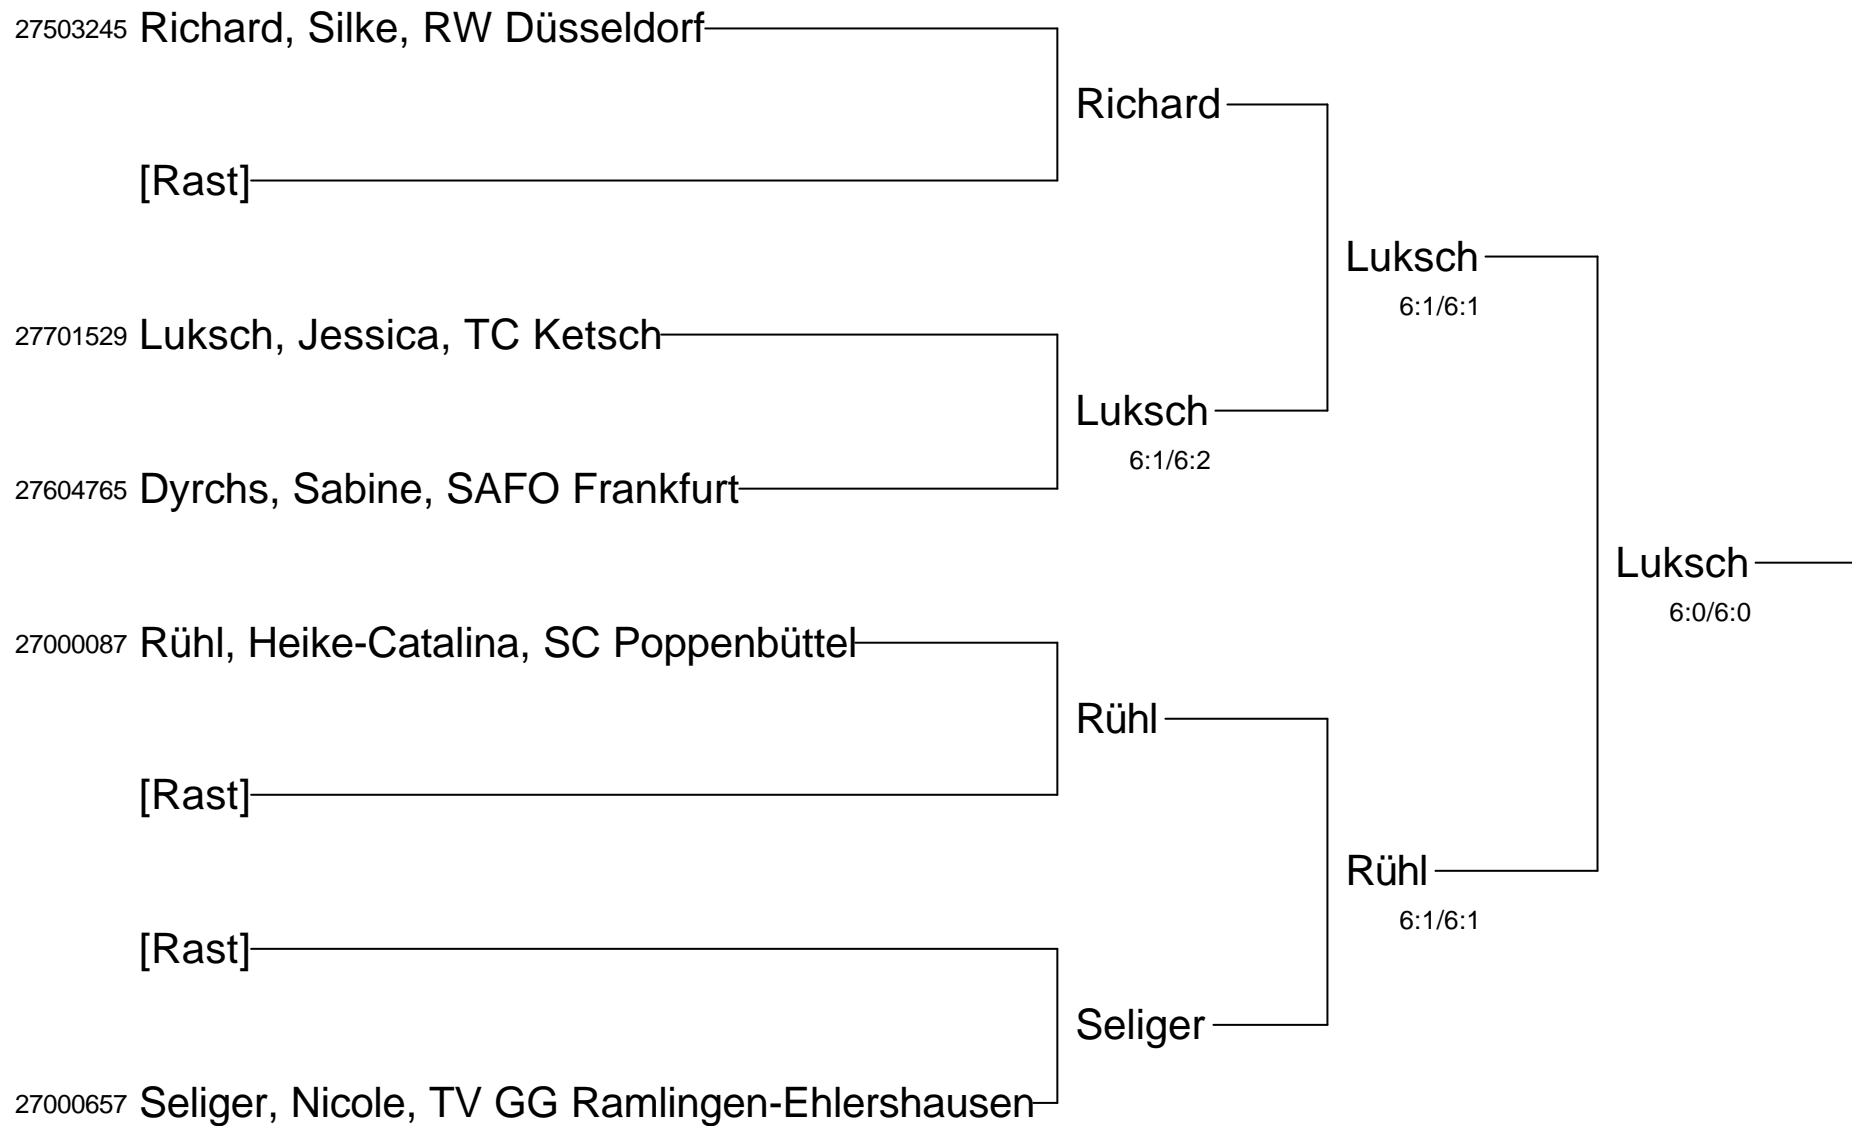 27503245 Richard, Silke, RW Düsseldorf
Richard
[Rast]
Luksch
6:1/6:1
27701529 Luksch, Jessica, TC Ketsch
Luksch
6:1/6:2
27604765 Dyrchs, Sabine, SAFO Frankfurt
Luksch
6:0/6:0
27000087 Rühl, Heike-Catalina, SC Poppenbüttel
Rühl
[Rast]
Rühl
6:1/6:1
[Rast]
Seliger
27000657 Seliger, Nicole, TV GG Ramlingen-Ehlershausen